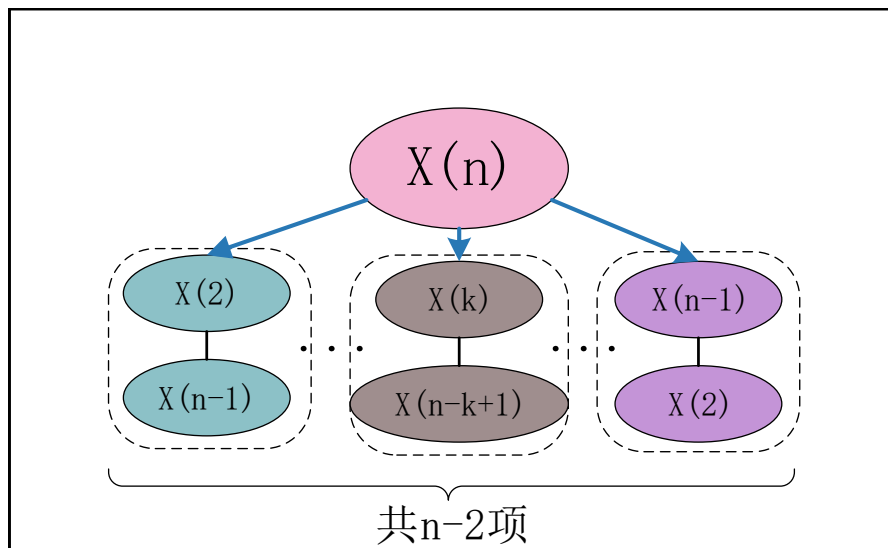 X(n)
X(2)
X(k)
X(n-1)
X(n-1)
X(n-k+1)
X(2)
共n-2项